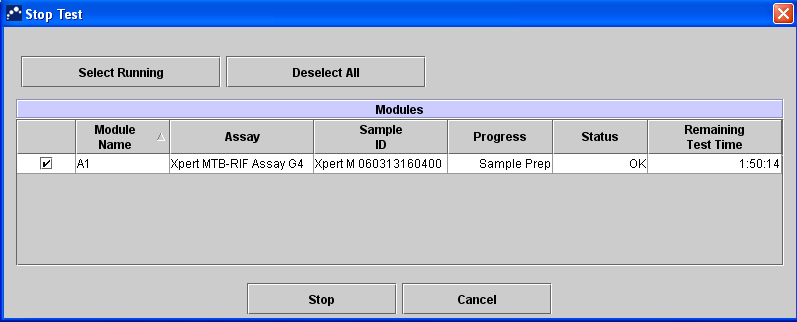 Stop Test
Select Running Deselect All
Modules
Module Name Assay Sample ID Progress Status Remaining Test Time
A1 Xpert MTB-RIF Assay G4 Xpert M 060313160400 Sample Prep OK 1:50:14
Stop Cancel